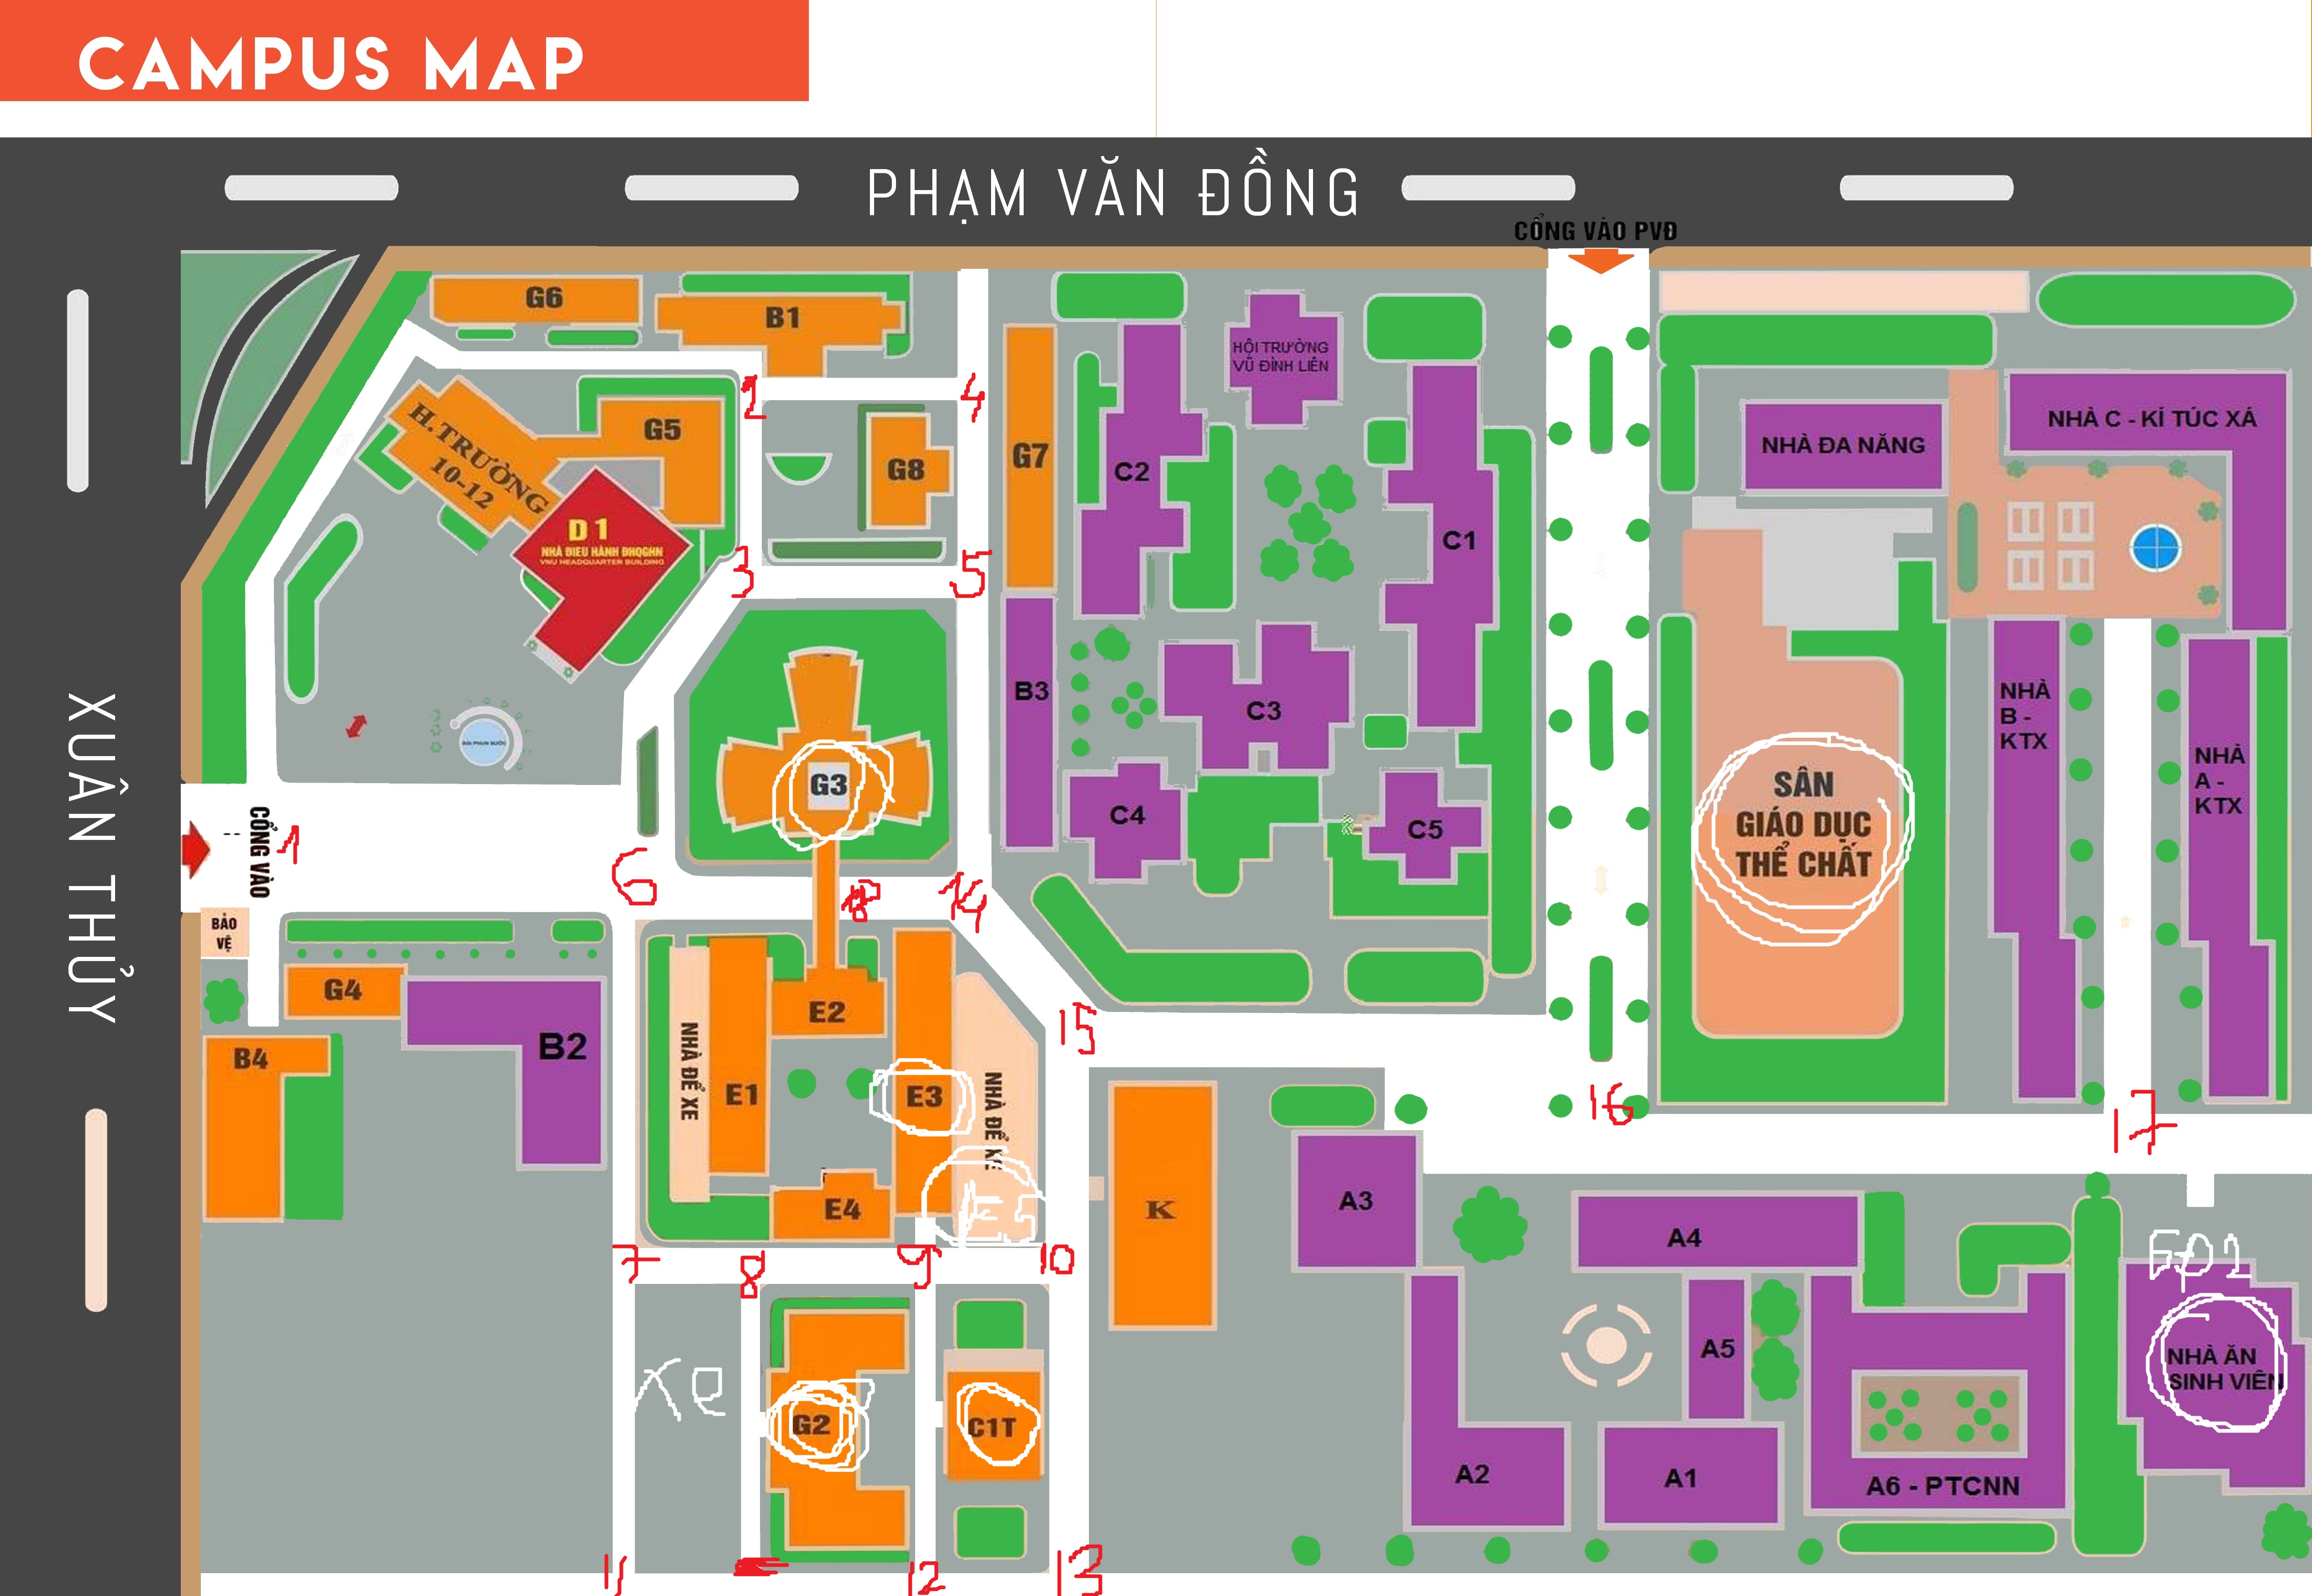 CAMPUS MAP
PHẠM VĂN ĐỒNG
CỔNG VÀO PVĐ
G6
B1
2
4
H.TRƯỜNG
10-12
G5
G8
G7
C2
HỘI TRƯỜNG
VŨ ĐÌNH LIÊN
C1
NHÀ ĐA NĂNG
NHÀ C - KÍ TÚC XÁ
D1
NHÀ ĐIỀU HÀNH ĐHQGHN
VNU HEADQUARTER BUILDING
3
5
B3
C3
NHÀ
B -
KTX
NHÀ
A -
KTX
XUÂN THỦY
CỔNG VÀO
1
6
G3
C4
C5
SÂN
GIÁO DỤC
THỂ CHẤT
14
BẢO
VỆ
G4
B2
B4
NHÀ ĐỂ XE
E1
E2
E3
E4
NHÀ ĐỂ XE
15
16
17
K
A3
A4
A5
7
8
9
10
Xe
G2
C1T
A2
A1
A6 - PTCNN
NHÀ ĂN
SINH VIÊN
11
12
13